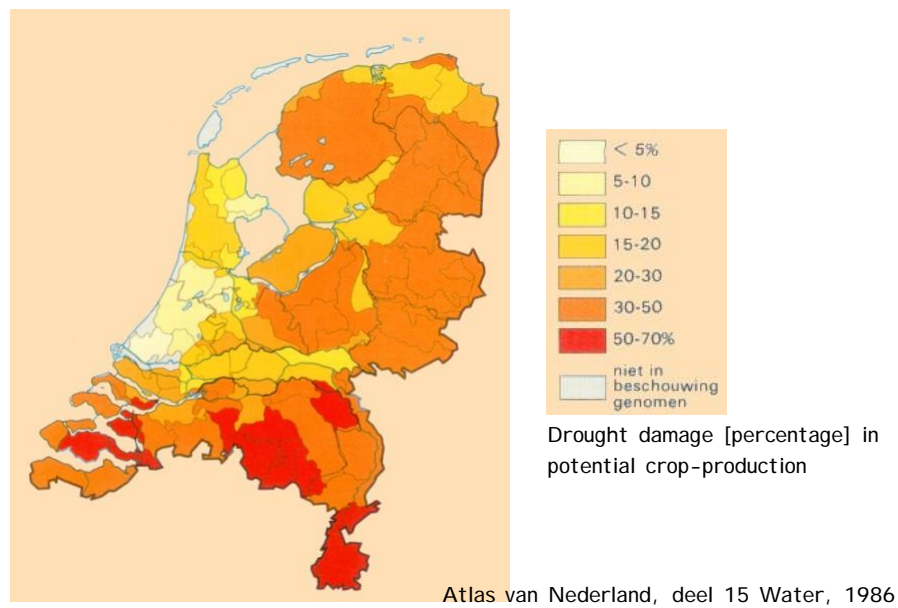 < 5%
5-10
10-15
15-20
20-30
30-50
50-70%
niet in
beschouwing
genomen
Drought damage [percentage] in
potential crop-production
Atlas van Nederland, deel 15 Water, 1986